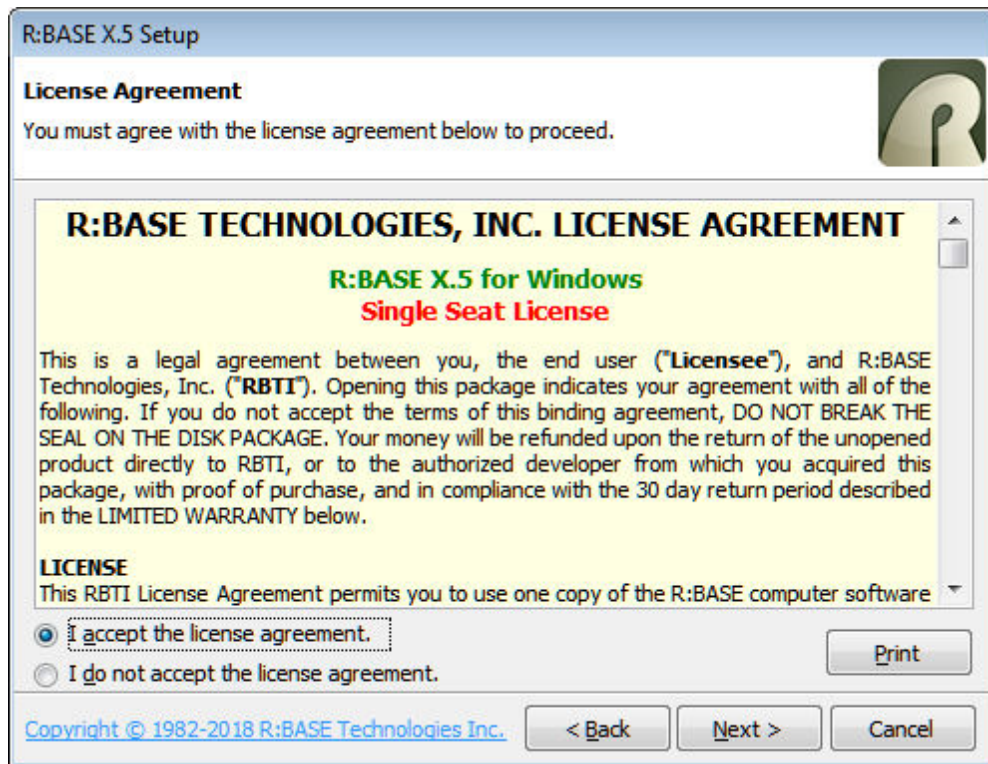 R:BASE X.5 Setup
License Agreement
You must agree with the license agreement below to proceed.
R:BASE TECHNOLOGIES, INC. LICENSE AGREEMENT
R:BASE X.5 for Windows
Single Seat License
This is a legal agreement between you, the end user ("Licensee"), and R:BASE
Technologies, Inc. ("RBTI"). Opening this package indicates your agreement with all of the
following. If you do not accept the terms of this binding agreement, DO NOT BREAK THE
SEAL ON THE DISK PACKAGE. Your money will be refunded upon the return of the unopened
product directly to RBTI, or to the authorized developer from which you acquired this
package, with proof of purchase, and in compliance with the 30 day return period described
in the LIMITED WARRANTY below.
LICENSE
This RBTI License Agreement permits you to use one copy of the R:BASE computer software
I accept the license agreement.
I do not accept the license agreement.
Print
Copyright © 1982-2018 R:BASE Technologies Inc.
< Back
Next >
Cancel